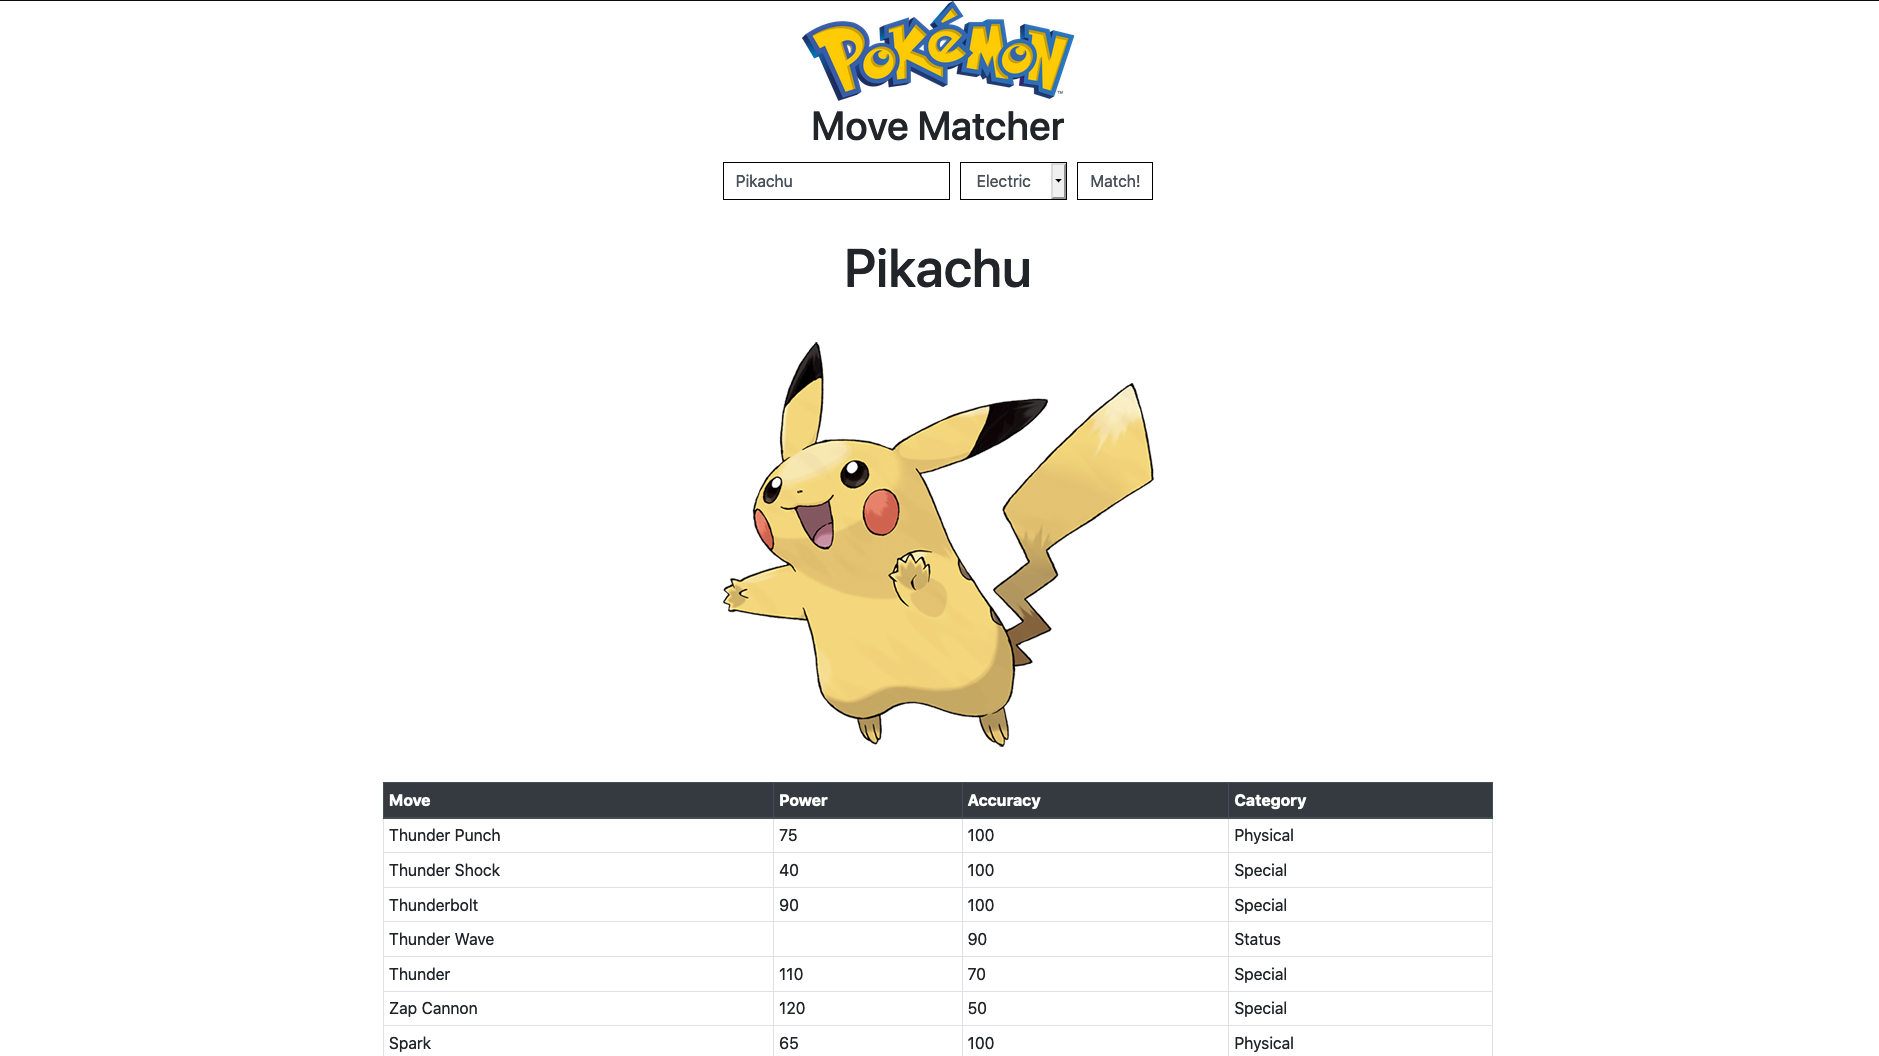 POKÉMON
TM
Move Matcher
Pikachu Electric Match!
Pikachu
Move Power Accuracy Category
Thunder Punch 75 100 Physical
Thunder Shock 40 100 Special
Thunderbolt 90 100 Special
Thunder Wave 90 Status
Thunder 110 70 Special
Zap Cannon 120 50 Special
Spark 65 100 Physical